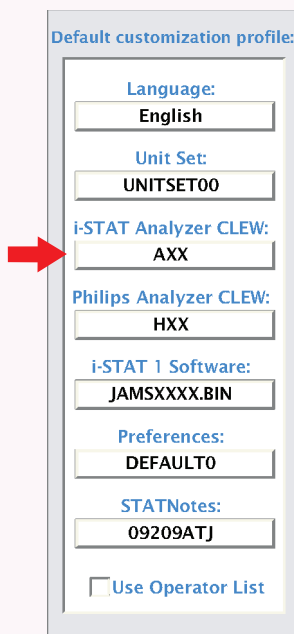 Default customization profile:
Language:
English
Unit Set:
UNITSET00
i-STAT Analyzer CLEW:
AXX
Philips Analyzer CLEW:
HXX
i-STAT 1 Software:
JAMSXXXX.BIN
Preferences:
DEFAULT0
STATNotes:
09209ATJ
Use Operator List